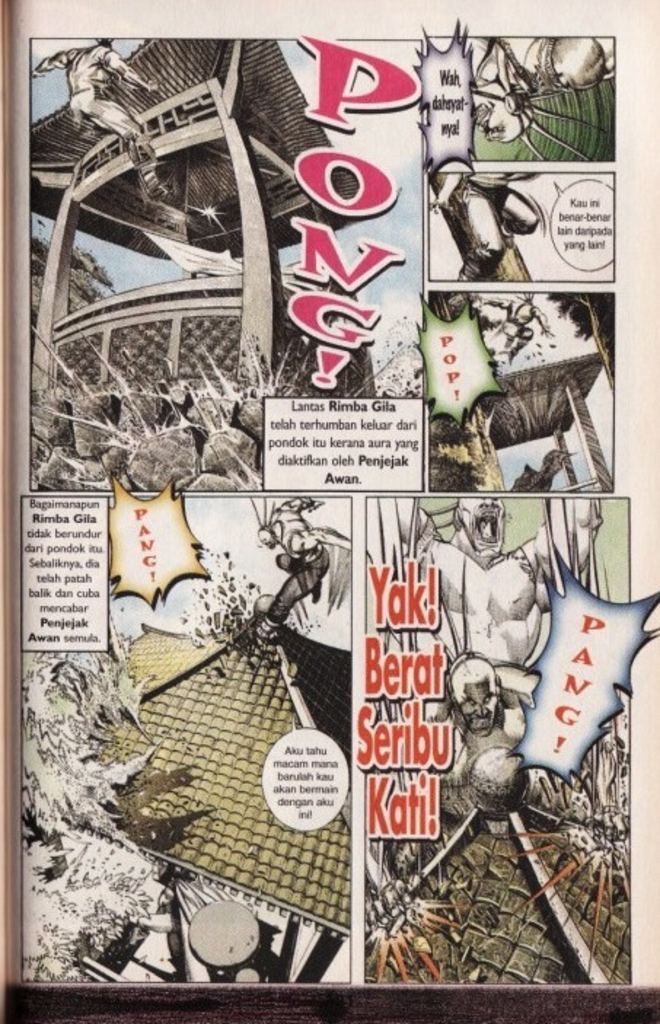 PONG!
Lantas Rimba Gila
telah terhumban keluar dari
pondok itu kerana aura yang
diaktifkan oleh Penjejak
Awan.
Wah,
dahsyat-
nya!
Kau ini
benar-benar
lain daripada
yang lain!
POP!
Bagaimanapun
Rimba Gila
tidak berundur
dari pondok itu.
Sebaliknya, dia
telah patah
balik dan cuba
mencabar
Penjejak
Awan semula.
PANG!
Aku tahu
macam mana
barulah kau
akan bermain
dengan aku
ini!
Yak!
Berat
Seribu
Kati!
PANG!